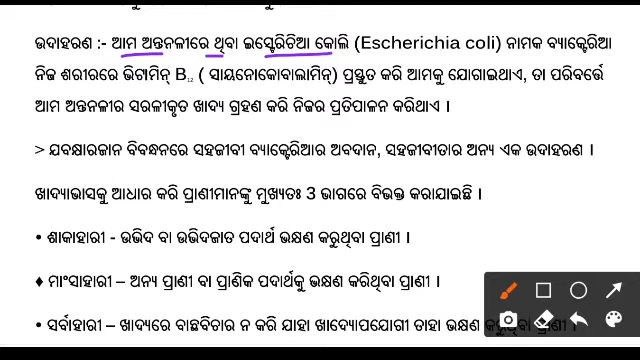 ଉଦାହରଣ :- ଆମ ଅନ୍ତନଳୀରେ ଥିବା ଇସ୍ଚେରିଚିଆ କୋଲି (Escherichia coli) ନାମକ ବ୍ୟାକ୍ଟେରିଆ
ନିଜ ଶରୀରରେ ଭିଟାମିନ୍ B₁₂ ( ସାୟନୋକୋବାଲାମିନ୍) ପ୍ରସ୍ତୁତ କରି ଆମକୁ ଯୋଗାଇଥାଏ, ତା ପରିବର୍ତ୍ତେ
ଆମ ଅନ୍ତନଳୀର ସରଳୀକୃତ ଖାଦ୍ୟ ଗ୍ରହଣ କରି ନିଜର ପ୍ରତିପାଳନ କରିଥାଏ ।
> ଯବକ୍ଷାରଜାନ ବିବନ୍ଧନରେ ସହଜୀବୀ ବ୍ୟାକ୍ଟେରିଆର ଅବଦାନ, ସହଜୀବୀତାର ଅନ୍ୟ ଏକ ଉଦାହରଣ ।
ଖାଦ୍ୟାଭାସକୁ ଆଧାର କରି ପ୍ରାଣୀମାନଙ୍କୁ ମୁଖ୍ୟତଃ 3 ଭାଗରେ ବିଭକ୍ତ କରାଯାଇଛି ।
• ଶାକାହାରୀ - ଉଦ୍ଭିଦ ବା ଉଦ୍ଭିଦଜାତ ପଦାର୍ଥ ଭକ୍ଷଣ କରୁଥିବା ପ୍ରାଣୀ ।
♦ ମାଂସାହାରୀ – ଅନ୍ୟ ପ୍ରାଣୀ ବା ପ୍ରାଣିକ ପଦାର୍ଥକୁ ଭକ୍ଷଣ କରିଥିବା ପ୍ରାଣୀ ।
• ସର୍ବାହାରୀ – ଖାଦ୍ୟରେ ବାଛବିଚାର ନ କରି ଯାହା ଖାଦ୍ୟୋପଯୋଗୀ ତାହା ଭକ୍ଷଣ କରୁଥିବା ପ୍ରାଣୀ ।